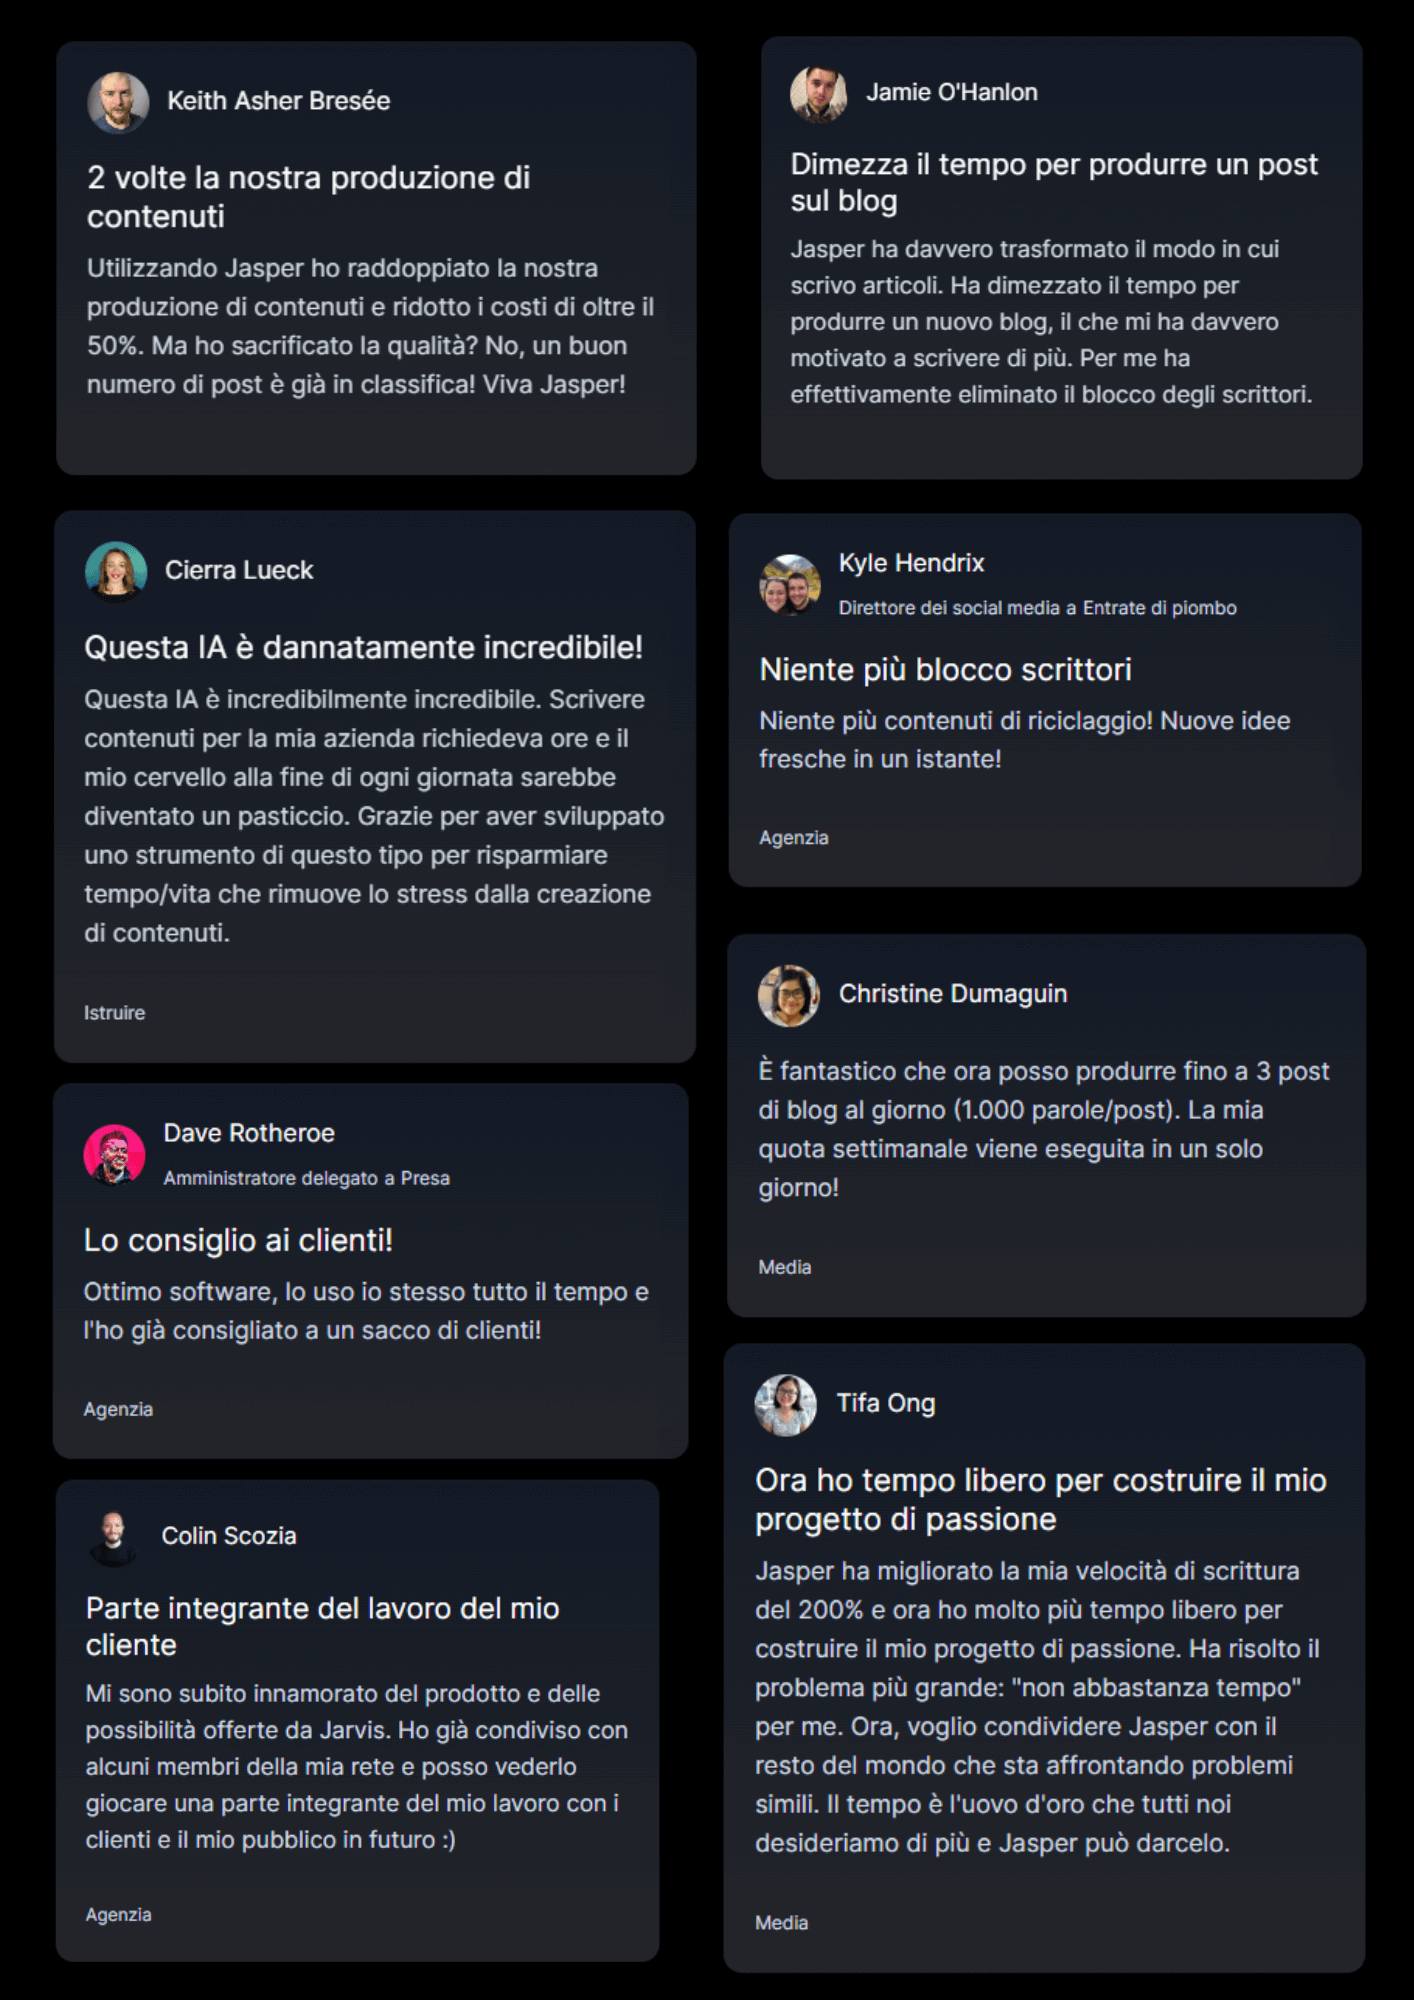 Keith Asher Bresée
2 volte la nostra produzione di
contenuti
Utilizzando Jasper ho raddoppiato la nostra
produzione di contenuti e ridotto i costi di oltre il
50%. Ma ho sacrificato la qualità? No, un buon
numero di post è già in classifica! Viva Jasper!
Jamie O'Hanlon
Dimezza il tempo per produrre un post
sul blog
Jasper ha davvero trasformato il modo in cui
scrivo articoli. Ha dimezzato il tempo per
produrre un nuovo blog, il che mi ha davvero
motivato a scrivere di più. Per me ha
effettivamente eliminato il blocco degli scrittori.
Cierra Lueck
Questa IA è dannatamente incredibile!
Questa IA è incredibilmente incredibile. Scrivere
contenuti per la mia azienda richiedeva ore e il
mio cervello alla fine di ogni giornata sarebbe
diventato un pasticcio. Grazie per aver sviluppato
uno strumento di questo tipo per risparmiare
tempo/vita che rimuove lo stress dalla creazione
di contenuti.
Istruire
Kyle Hendrix
Direttore dei social media a Entrate di piombo
Niente più blocco scrittori
Niente più contenuti di riciclaggio! Nuove idee
fresche in un istante!
Agenzia
Christine Dumaguin
È fantastico che ora posso produrre fino a 3 post
di blog al giorno (1.000 parole/post). La mia
quota settimanale viene eseguita in un solo
giorno!
Media
Dave Rotheroe
Amministratore delegato a Presa
Lo consiglio ai clienti!
Ottimo software, lo uso io stesso tutto il tempo e
l'ho già consigliato a un sacco di clienti!
Agenzia
Tifa Ong
Ora ho tempo libero per costruire il mio
progetto di passione
Jasper ha migliorato la mia velocità di scrittura
del 200% e ora ho molto più tempo libero per
costruire il mio progetto di passione. Ha risolto il
problema più grande: "non abbastanza tempo"
per me. Ora, voglio condividere Jasper con il
resto del mondo che sta affrontando problemi
simili. Il tempo è l'uovo d'oro che tutti noi
desideriamo di più e Jasper può darcelo.
Media
Colin Scozia
Parte integrante del lavoro del mio
cliente
Mi sono subito innamorato del prodotto e delle
possibilità offerte da Jarvis. Ho già condiviso con
alcuni membri della mia rete e posso vederlo
giocare una parte integrante del mio lavoro con i
clienti e il mio pubblico in futuro :)
Agenzia